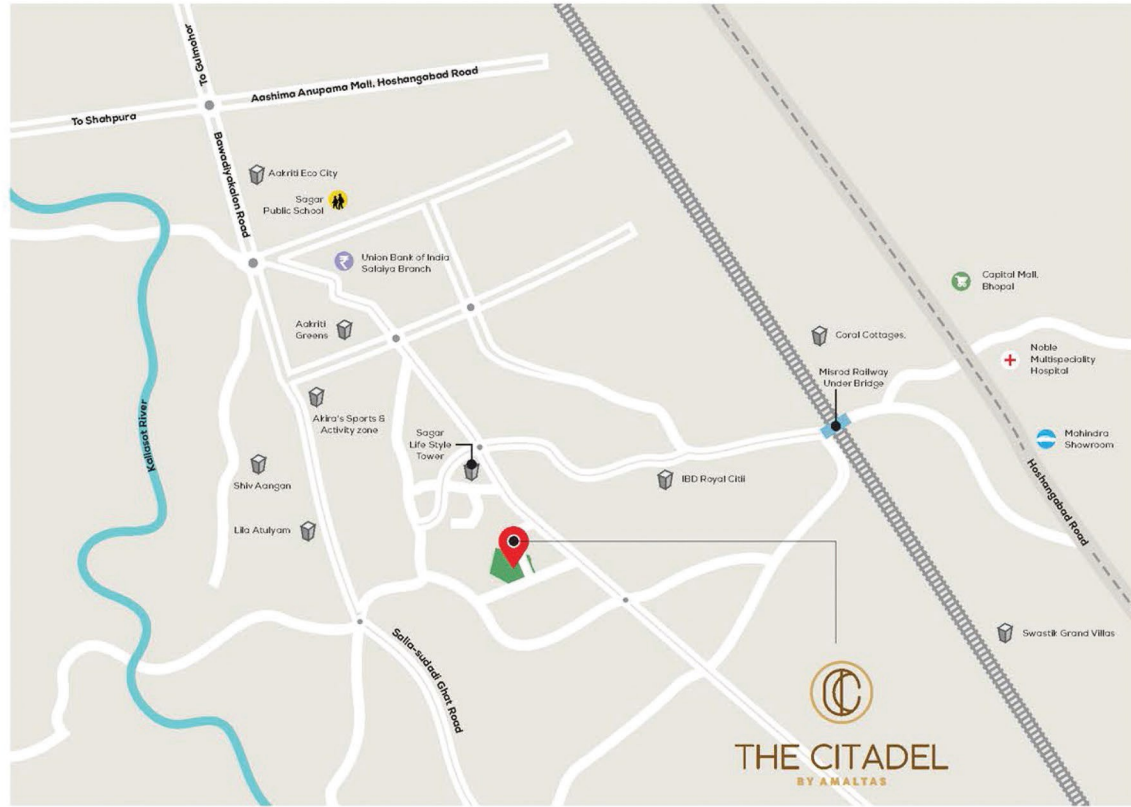 To Gulmohar
Aashima Anupama Mall, Hoshangabad Road
To Shahpura
Bawadiyakalon Road
Aakriti Eco City
Sagar
Public School
Union Bank of India
Salaiya Branch
Capital Mall,
Bhopal
Aakriti
Greens
Coral Cottages,
Noble
Multispeciality
Hospital
Misrod Railway
Under Bridge
Akira's Sports &
Activity zone
Kaliasot River
Sagar
Life Style
Tower
Mahindra
Showroom
Shiv Aangan
IBD Royal Citii
Hoshangabad Road
Lila Atulyam
Salia-sudadi Ghat Road
Swastik Grand Villas
THE CITADEL
BY AMALTAS